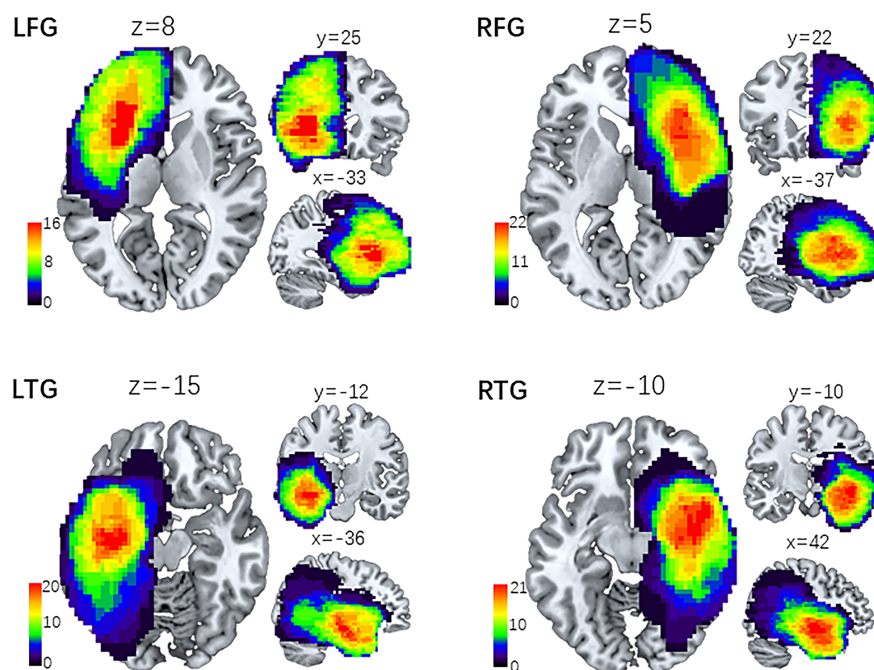 LFG
z=8
y=25
x=-33
16
8
0
RFG
z=5
y=22
x=-37
22
11
0
LTG
z=-15
y=-12
x=-36
20
10
0
RTG
z=-10
y=-10
x=42
21
10
0